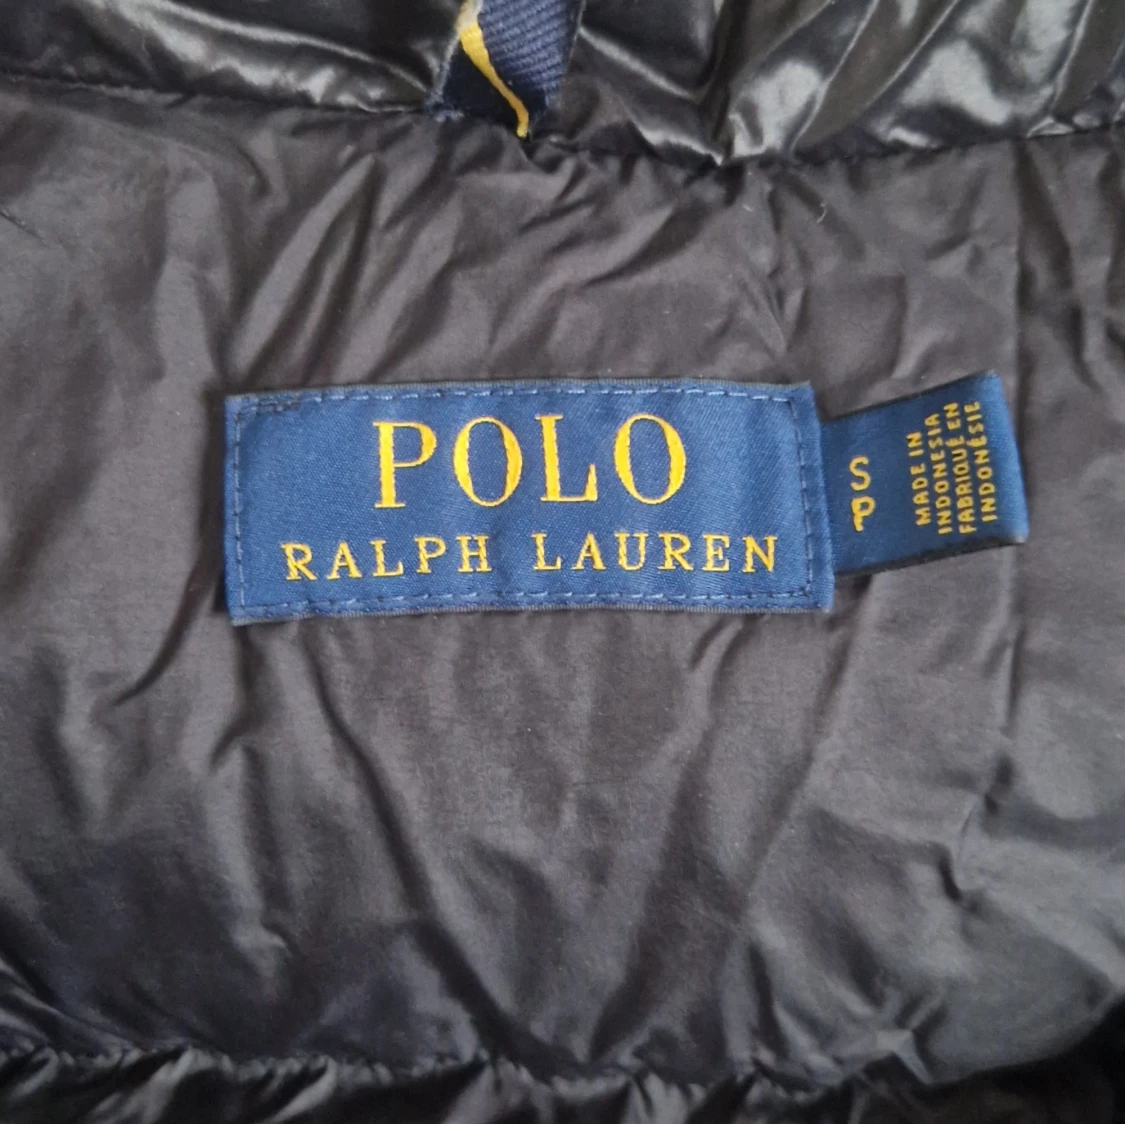 POLO
RALPH LAUREN
S
P
MADE IN
INDONESIA
FABRIQUÉ EN
INDONÉSIE